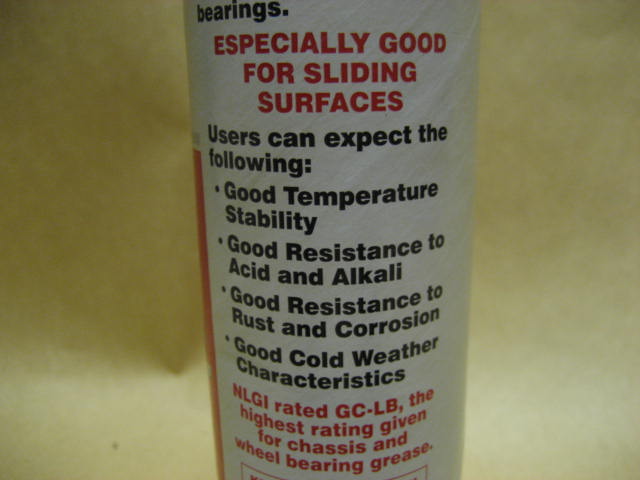 bearings.
ESPECIALLY GOOD
FOR SLIDING
SURFACES
Users can expect the
following:
• Good Temperature
Stability
• Good Resistance to
Acid and Alkali
• Good Resistance to
Rust and Corrosion
• Good Cold Weather
Characteristics
NLGI rated GC-LB, the
highest rating given
for chassis and
wheel bearing grease.